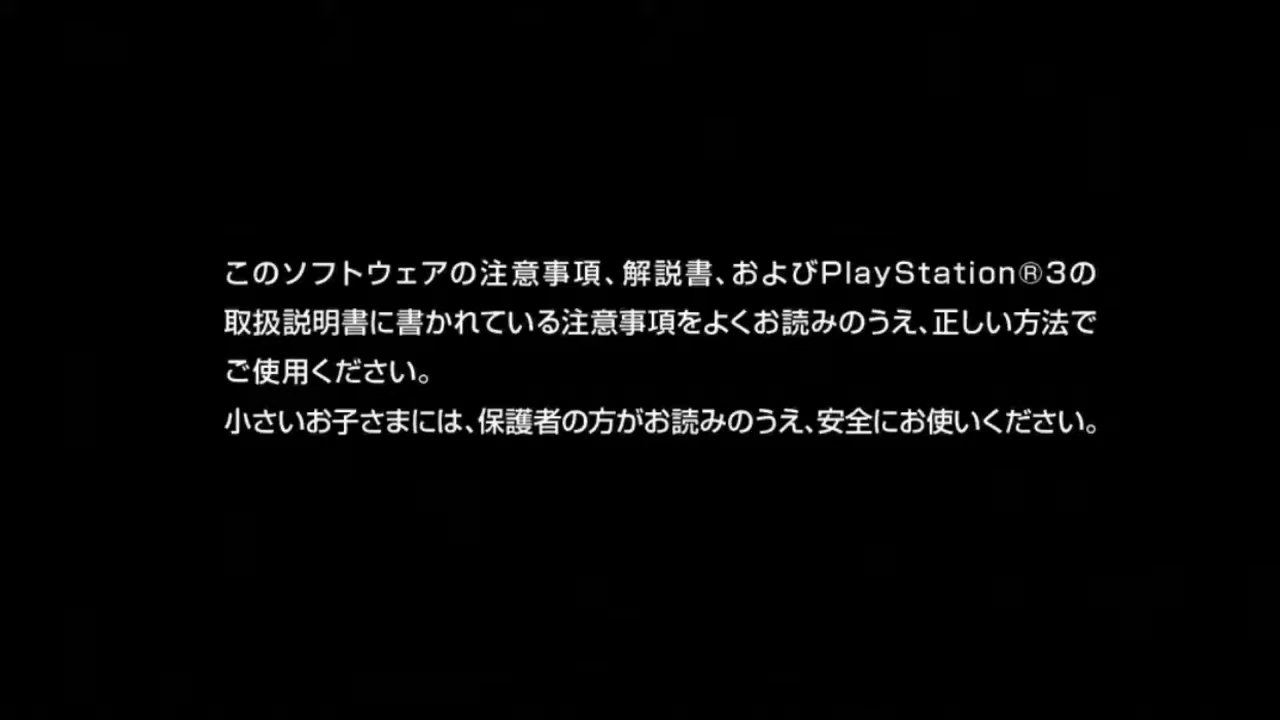 このソフトウェアの注意事項、解説書、およびPlayStation®3の
取扱説明書に書かれている注意事項をよくお読みのうえ、正しい方法で
ご使用ください。
小さいお子さまには、保護者の方がお読みのうえ、安全にお使いください。